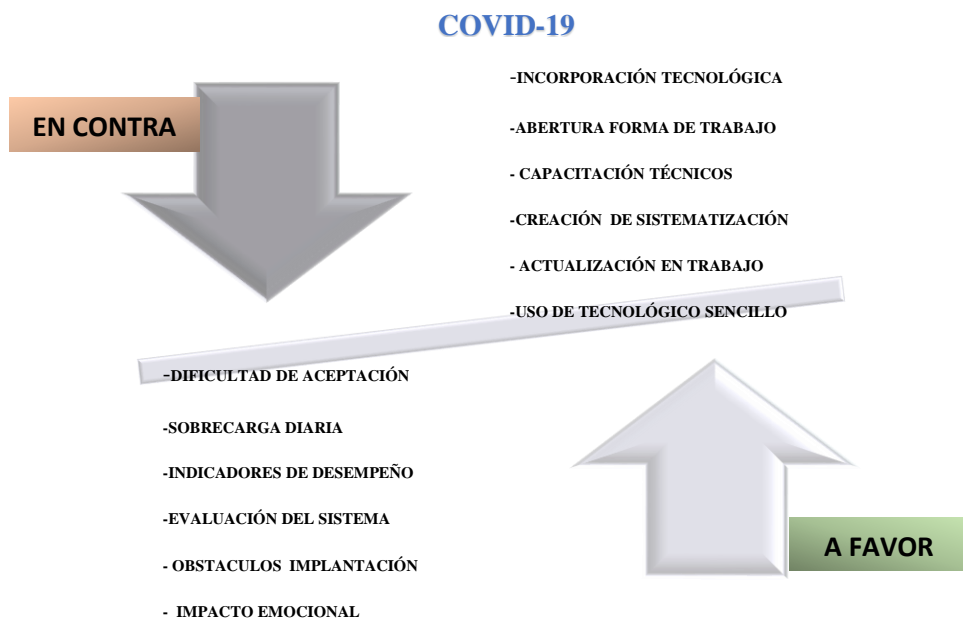 COVID-19
EN CONTRA
-INCORPORACIÓN TECNOLÓGICA
-ABERTURA FORMA DE TRABAJO
- CAPACITACIÓN TÉCNICOS
-CREACIÓN DE SISTEMATIZACIÓN
- ACTUALIZACIÓN EN TRABAJO
-USO DE TECNOLÓGICO SENCILLO
-DIFICULTAD DE ACEPTACIÓN
-SOBRECARGA DIARIA
-INDICADORES DE DESEMPEÑO
-EVALUACIÓN DEL SISTEMA
- OBSTACULOS IMPLANTACIÓN
- IMPACTO EMOCIONAL
A FAVOR